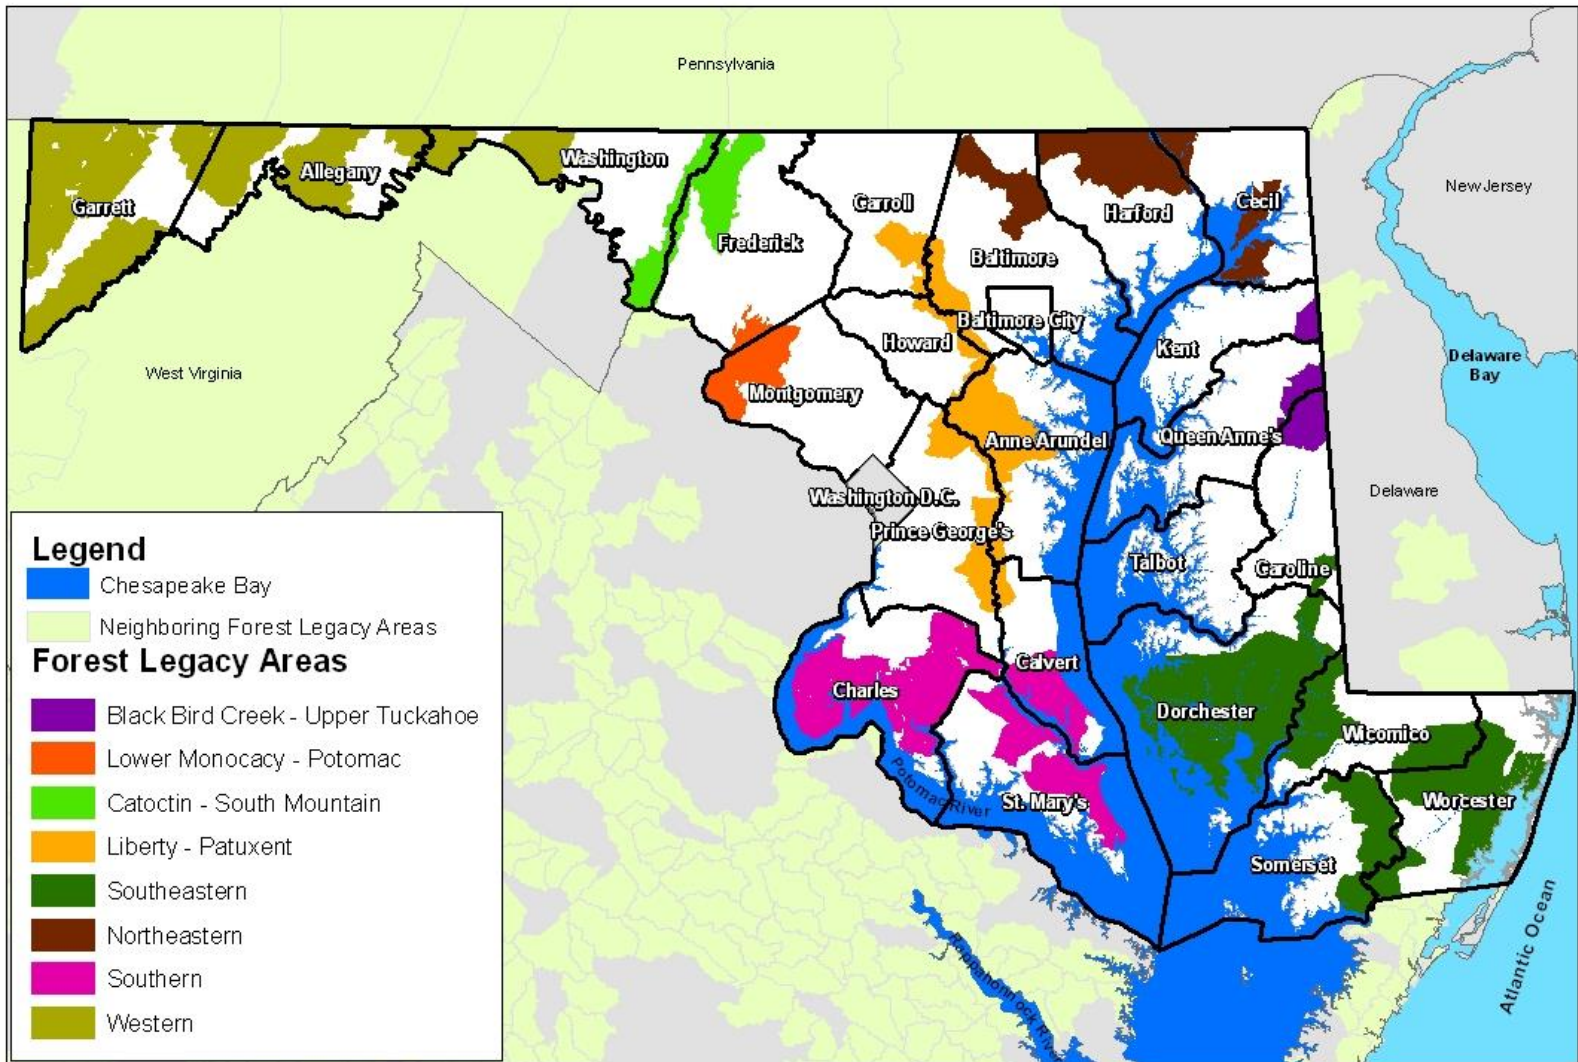 Pennsylvania
New Jersey
Washington
Allegany
Garrett
Carroll
Harford
Cecil
Frederick
Baltimore
Baltimore City
Howard
Kent
West Virginia
Delaware
Bay
Montgomery
Anne Arundel
Queen Anne's
Delaware
Washington D.C.
Prince George's
Talbot
Caroline
Calvert
Charles
Dorchester
Wicomico
Potomac River
St. Mary's
Worcester
Somerset
Rappahonnock River
Atlantic Ocean
Legend
Chesapeake Bay
Neighboring Forest Legacy Areas
Forest Legacy Areas
Black Bird Creek - Upper Tuckahoe
Lower Monocacy - Potomac
Catoctin - South Mountain
Liberty - Patuxent
Southeastern
Northeastern
Southern
Western